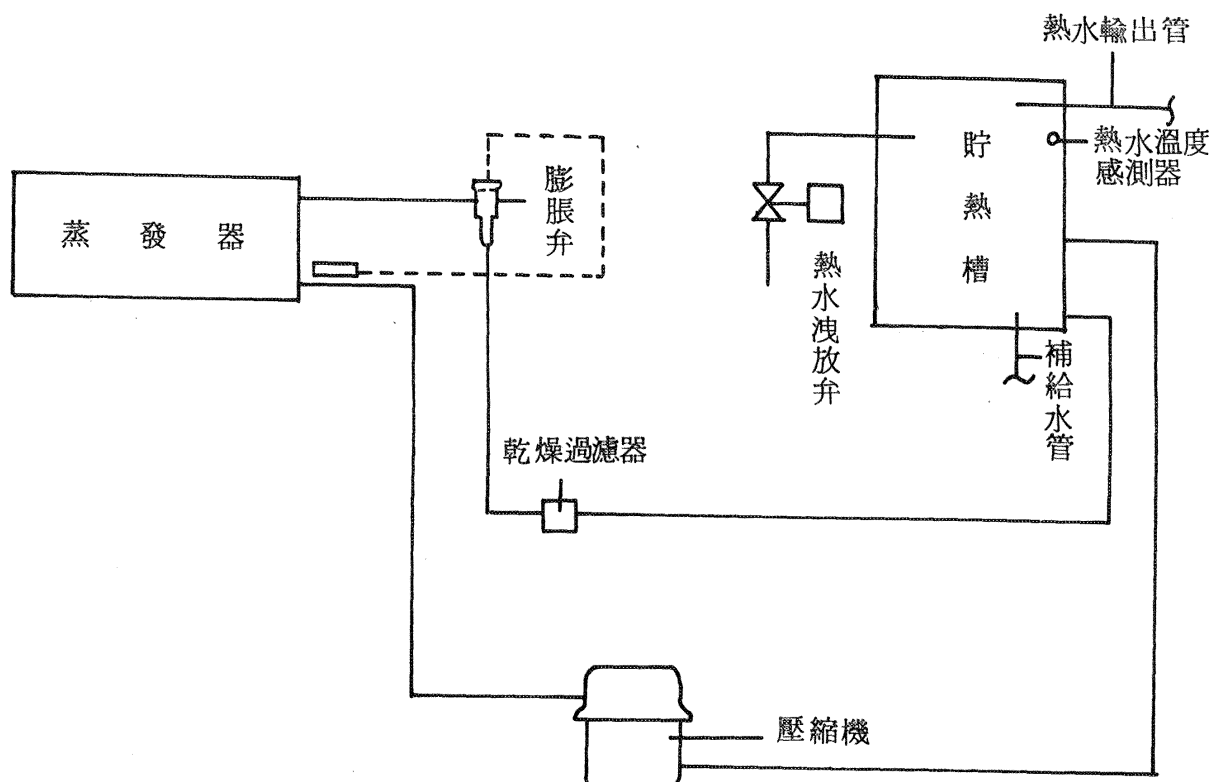 熱水輸出管
貯熱槽
熱水溫度
感測器
膨脹弁
蒸發器
熱水洩放弁
補給水管
乾燥過濾器
壓縮機